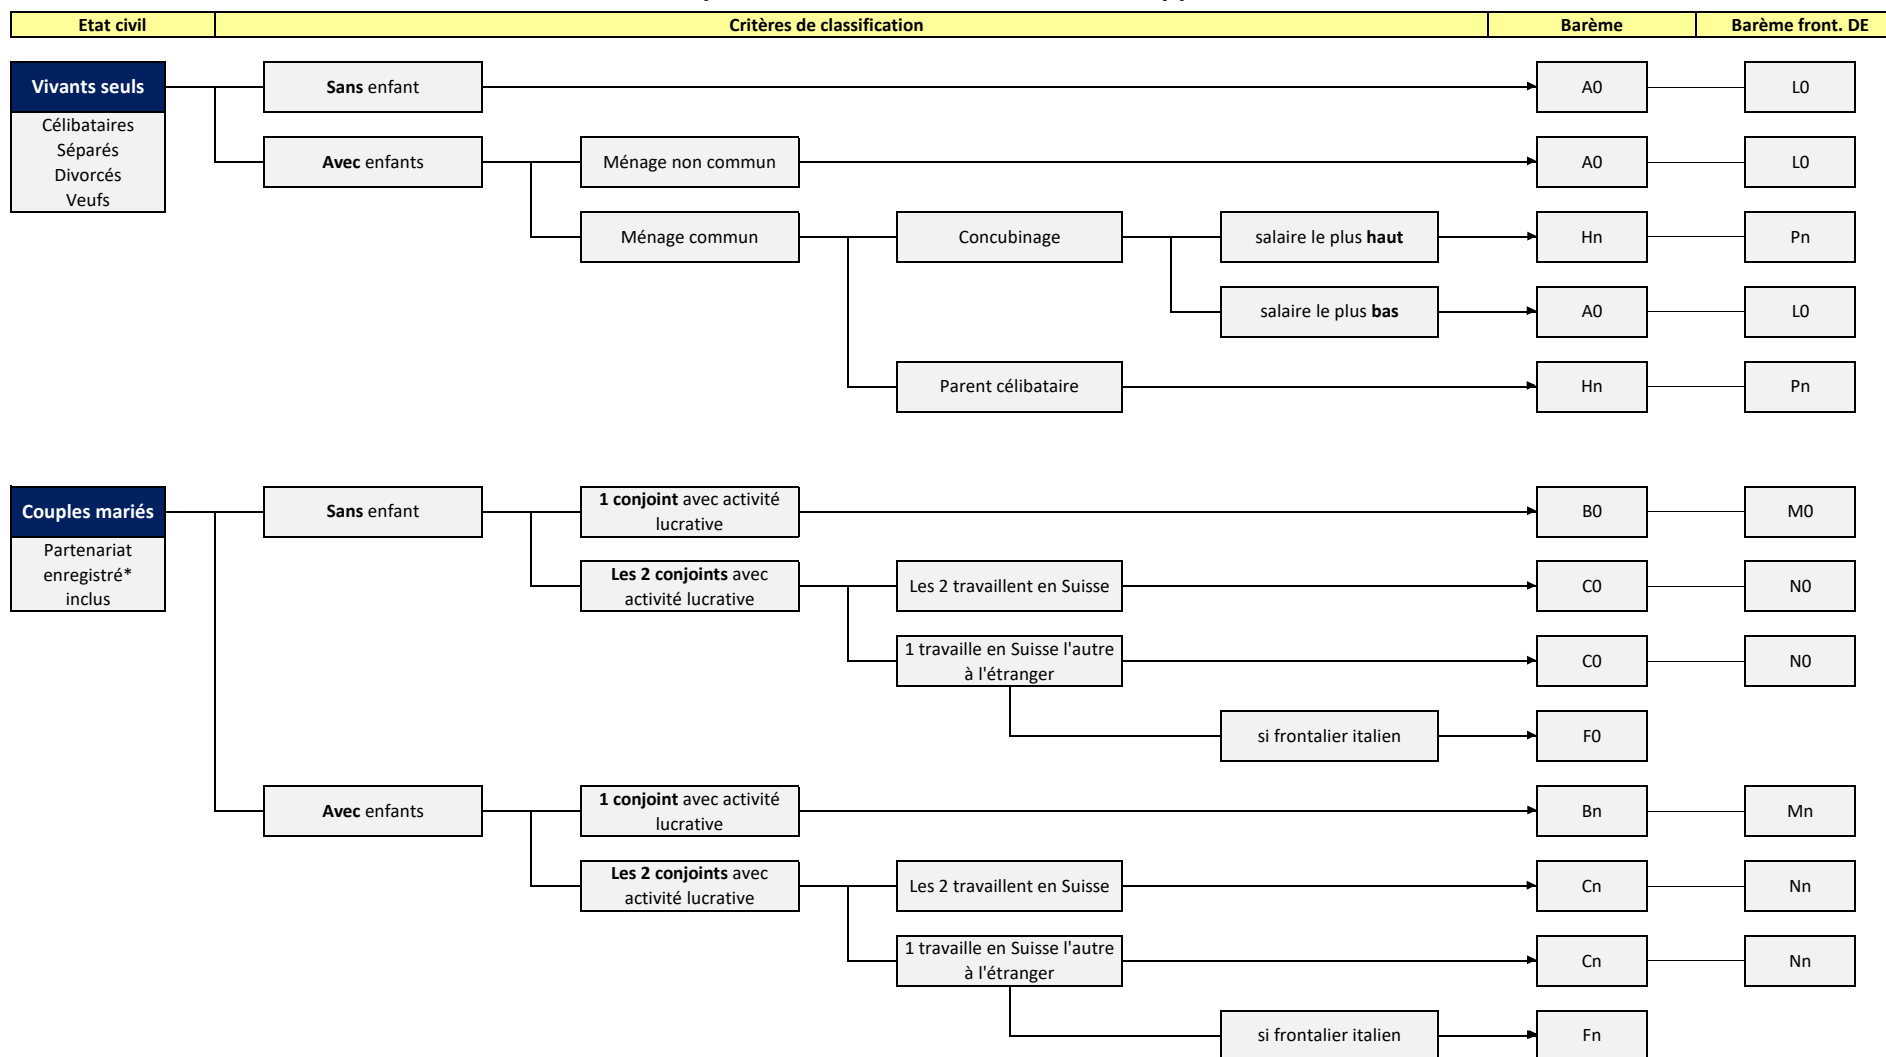 Etat civil
Critères de classification
Barème
Barème front. DE
Vivants seuls
Célibataires
Séparés
Divorcés
Veufs
Sans enfant
A0
L0
Avec enfants
Ménage non commun
A0
L0
Ménage commun
Concubinage
salaire le plus haut
Hn
Pn
salaire le plus bas
A0
L0
Parent célibataire
Hn
Pn
Couples mariés
Partenariat
enregistré*
inclus
Sans enfant
1 conjoint avec activité
lucrative
B0
M0
Les 2 conjoints avec
activité lucrative
Les 2 travaillent en Suisse
C0
N0
1 travaille en Suisse l'autre
à l'étranger
C0
N0
si frontalier italien
F0
Avec enfants
1 conjoint avec activité
lucrative
Bn
Mn
Les 2 conjoints avec
activité lucrative
Les 2 travaillent en Suisse
Cn
Nn
1 travaille en Suisse l'autre
à l'étranger
Cn
Nn
si frontalier italien
Fn